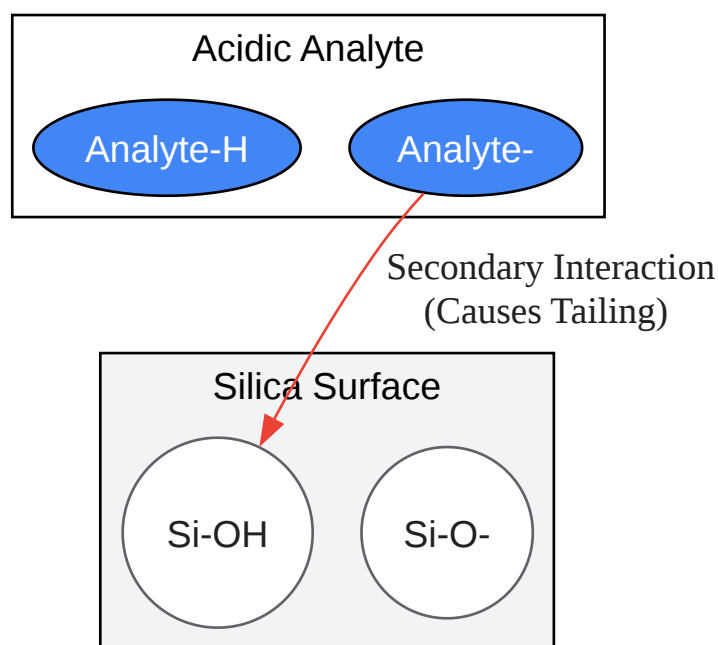 Acidic Analyte
Analyte-H
Analyte-
Secondary Interaction
(Causes Tailing)
Silica Surface
Si-OH
Si-O-